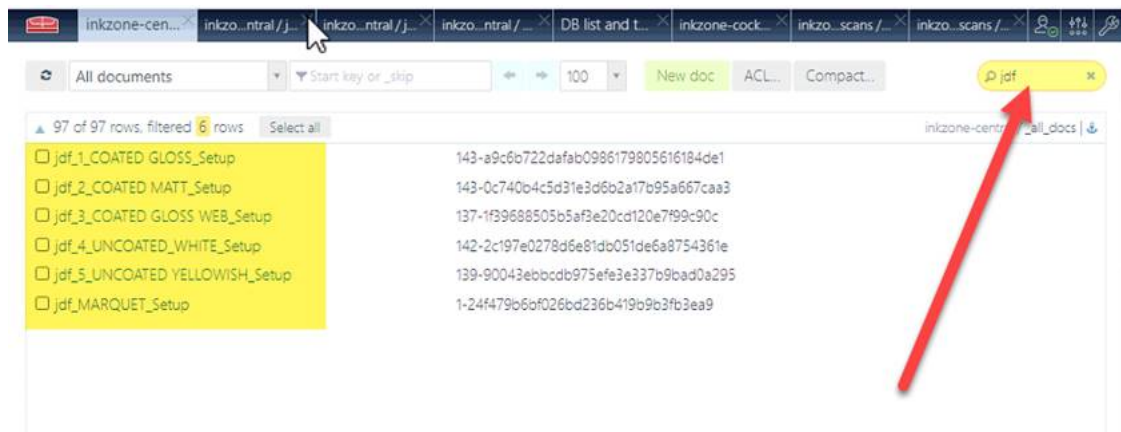 inkzone-cen... inkzo...ntral/j... inkzo...ntral/j... inkzo...ntral/... DB list and t... inkzone-cock... inkzo...scans/... inkzo...scans/...
All documents Start key or _skip 100 New doc ACL... Compact... jdf
97 of 97 rows, filtered 6 rows Select all inkzone-centr / _all_docs
jdf_1_COATED GLOSS_Setup 143-a9c6b722dafab0986179805616184de1
jdf_2_COATED MATT_Setup 143-0c740b4c5d31e3d6b2a17b95a667caa3
jdf_3_COATED GLOSS WEB_Setup 137-1f39688505b5af3e20cd120e7f99c90c
jdf_4_UNCOATED_WHITE_Setup 142-2c197e0278d6e81db051de6a8754361e
jdf_5_UNCOATED YELLOWISH_Setup 139-90043ebbcdb975efe3e337b9bad0a295
jdf_MARQUET_Setup 1-24f479b6bf026bd236b419b9b3fb3ea9